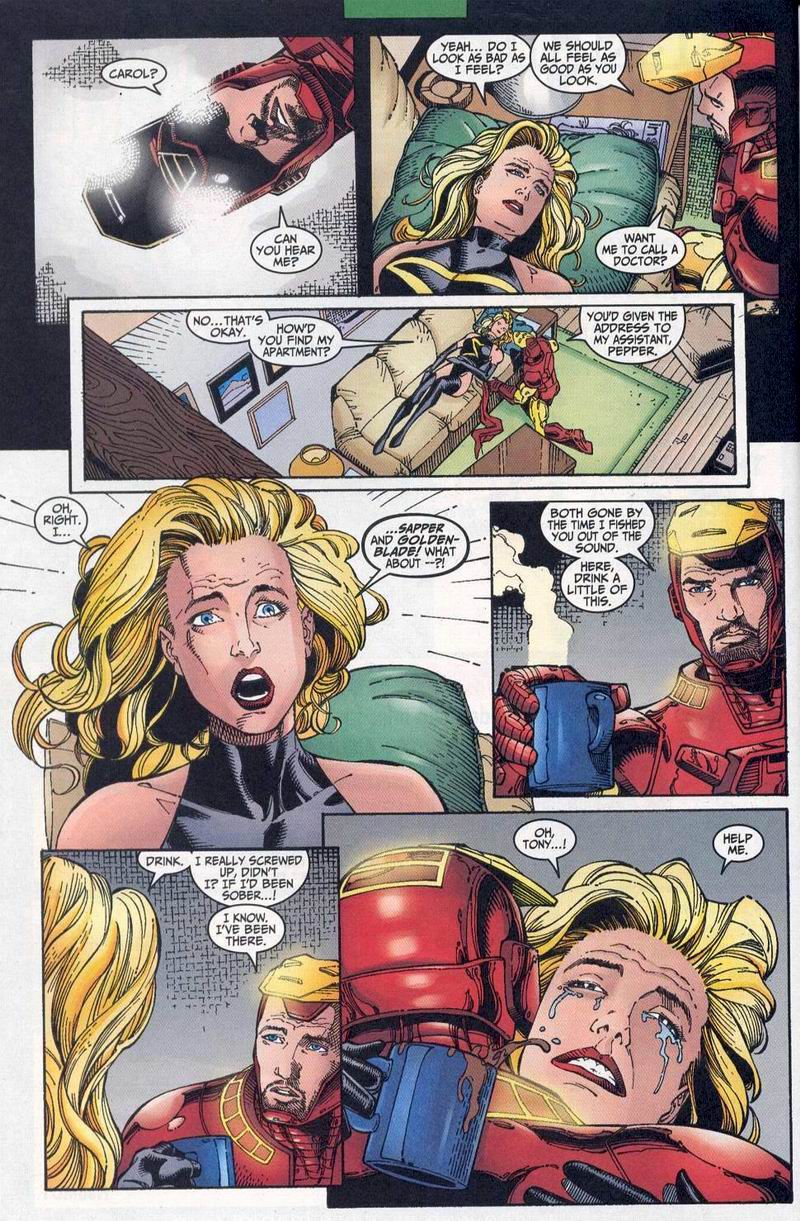 CAROL?
CAN
YOU HEAR
ME?
YEAH... DO I
LOOK AS BAD AS
I FEEL?
WE SHOULD
ALL FEEL AS
GOOD AS YOU
LOOK.
WANT
ME TO CALL A
DOCTOR?
NO...THAT'S
OKAY.
HOW'D
YOU FIND MY
APARTMENT?
YOU'D GIVEN THE
ADDRESS TO
MY ASSISTANT,
PEPPER.
OH,
RIGHT.
I...
...SAPPER
AND GOLDEN-
BLADE! WHAT
ABOUT --?!
BOTH GONE BY
THE TIME I FISHED
YOU OUT OF THE
SOUND.
HERE,
DRINK A
LITTLE OF
THIS.
DRINK.
I REALLY SCREWED
UP, DIDN'T
I? IF I'D BEEN
SOBER...!
I KNOW.
I'VE BEEN
THERE.
OH,
TONY...!
HELP
ME.